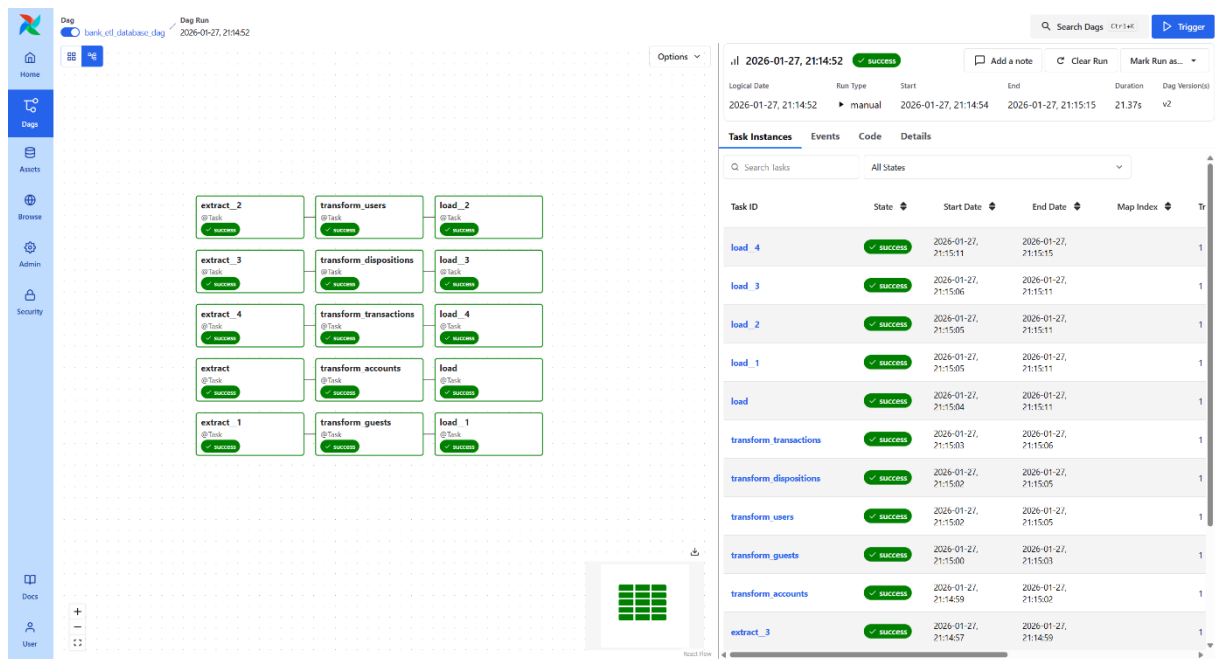 Dag
bank_etl_database_dag
/
Dag Run
2026-01-27, 21:14:52
Search Dags Ctrl+K
Trigger
Home
Dags
Assets
Browse
Admin
Security
Docs
User
Options
extract__2
@Task
success
transform_users
@Task
success
load__2
@Task
success
extract__3
@Task
success
transform_dispositions
@Task
success
load__3
@Task
success
extract__4
@Task
success
transform_transactions
@Task
success
load__4
@Task
success
extract
@Task
success
transform_accounts
@Task
success
load
@Task
success
extract__1
@Task
success
transform_guests
@Task
success
load__1
@Task
success
React Flow
2026-01-27, 21:14:52 success
Add a note
Clear Run
Mark Run as...
Logical Date Run Type Start End Duration Dag Version(s)
2026-01-27, 21:14:52 manual 2026-01-27, 21:14:54 2026-01-27, 21:15:15 21.37s v2
Task Instances Events Code Details
Search Tasks
All States
Task ID State Start Date End Date Map Index Tr
load__4 success 2026-01-27, 21:15:11 2026-01-27, 21:15:15 1
load__3 success 2026-01-27, 21:15:06 2026-01-27, 21:15:11 1
load__2 success 2026-01-27, 21:15:05 2026-01-27, 21:15:11 1
load__1 success 2026-01-27, 21:15:05 2026-01-27, 21:15:11 1
load success 2026-01-27, 21:15:04 2026-01-27, 21:15:11 1
transform_transactions success 2026-01-27, 21:15:03 2026-01-27, 21:15:06 1
transform_dispositions success 2026-01-27, 21:15:02 2026-01-27, 21:15:05 1
transform_users success 2026-01-27, 21:15:02 2026-01-27, 21:15:05 1
transform_guests success 2026-01-27, 21:15:00 2026-01-27, 21:15:03 1
transform_accounts success 2026-01-27, 21:14:59 2026-01-27, 21:15:02 1
extract__3 success 2026-01-27, 21:14:57 2026-01-27, 21:14:59 1